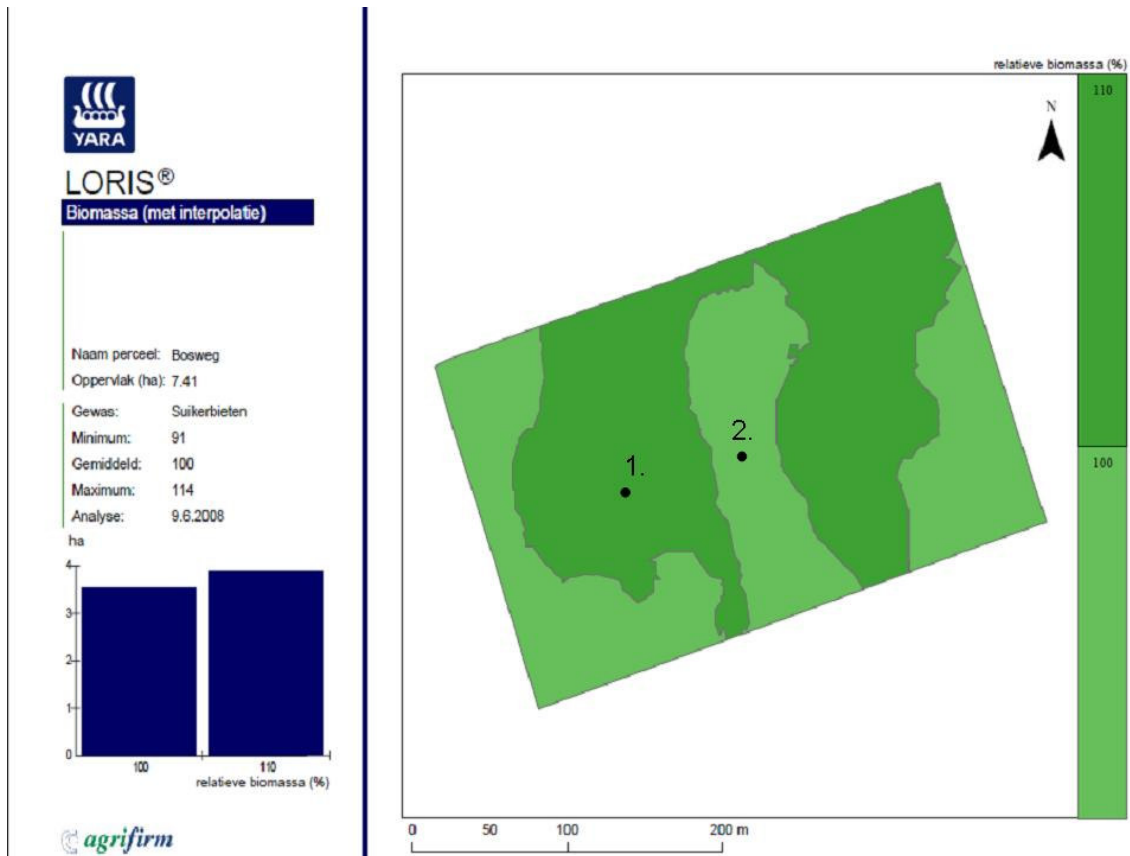 YARA
LORIS®
Biomassa (met interpolatie)
Naam perceel: Bosweg
Oppervlak (ha): 7.41
Gewas: Suikerbieten
Minimum: 91
Gemiddeld: 100
Maximum: 114
Analyse: 9.6.2008
ha
4
3
2
1
0
100 110
relatieve biomassa (%)
agrifirm
relatieve biomassa (%)
110
N
100
1.
2.
0 50 100 200 m